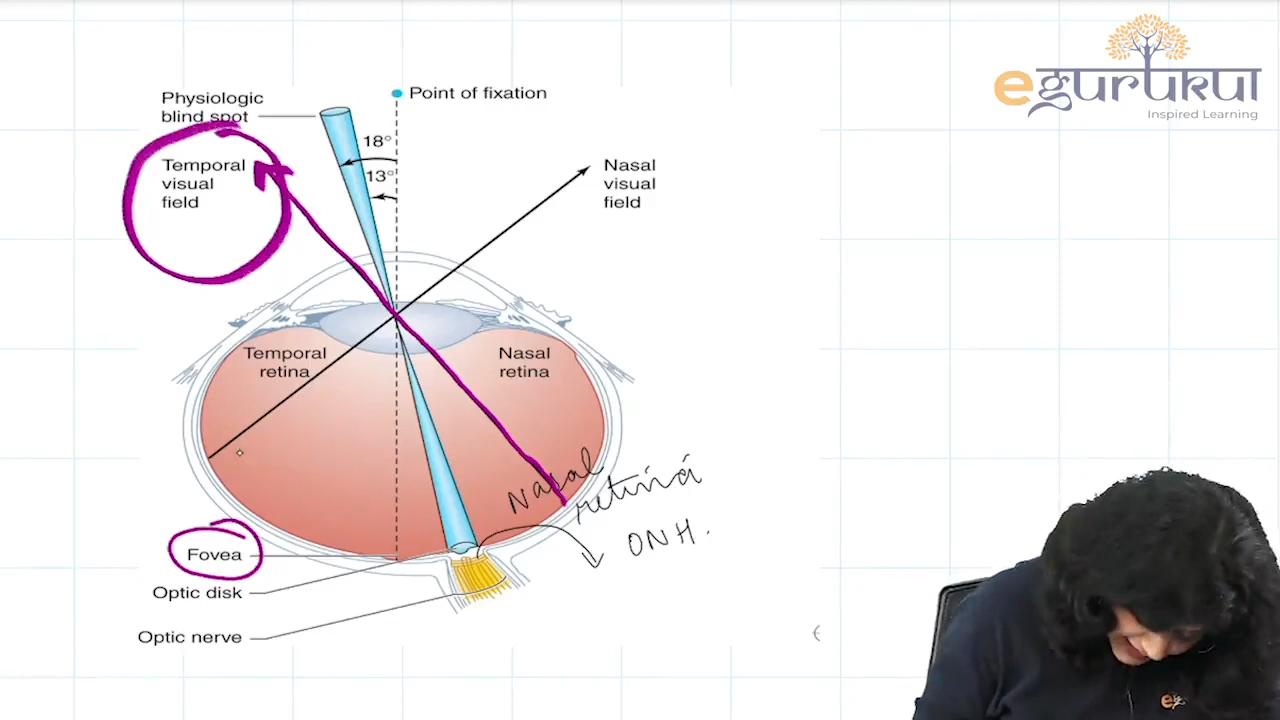 egurukul
Inspired Learning
Physiologic
blind spot
Point of fixation
18°
13°
Temporal
visual
field
Nasal
visual
field
Temporal
retina
Nasal
retina
Nasal
retina
ONH.
Fovea
Optic disk
Optic nerve
eg